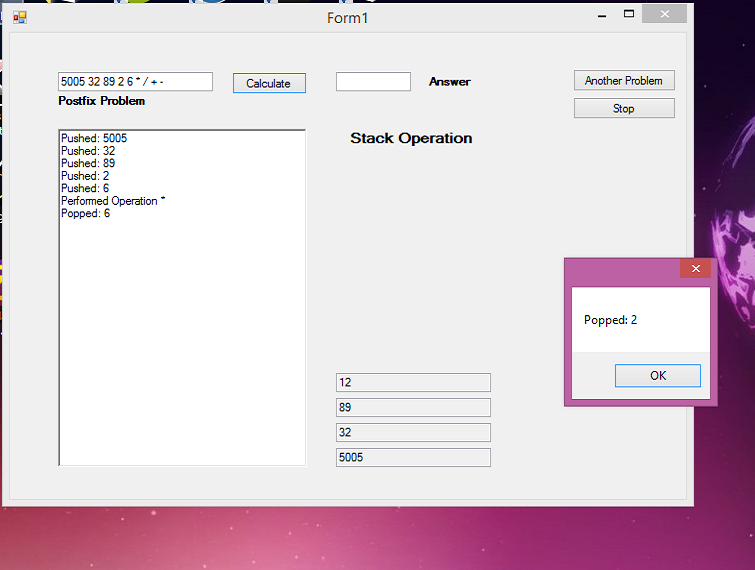 Form1
5005 32 89 2 6 * / + -
Calculate
Answer
Another Problem
Postfix Problem
Stop
Stack Operation
Pushed: 5005
Pushed: 32
Pushed: 89
Pushed: 2
Pushed: 6
Performed Operation *
Popped: 6
Popped: 2
OK
12
89
32
5005